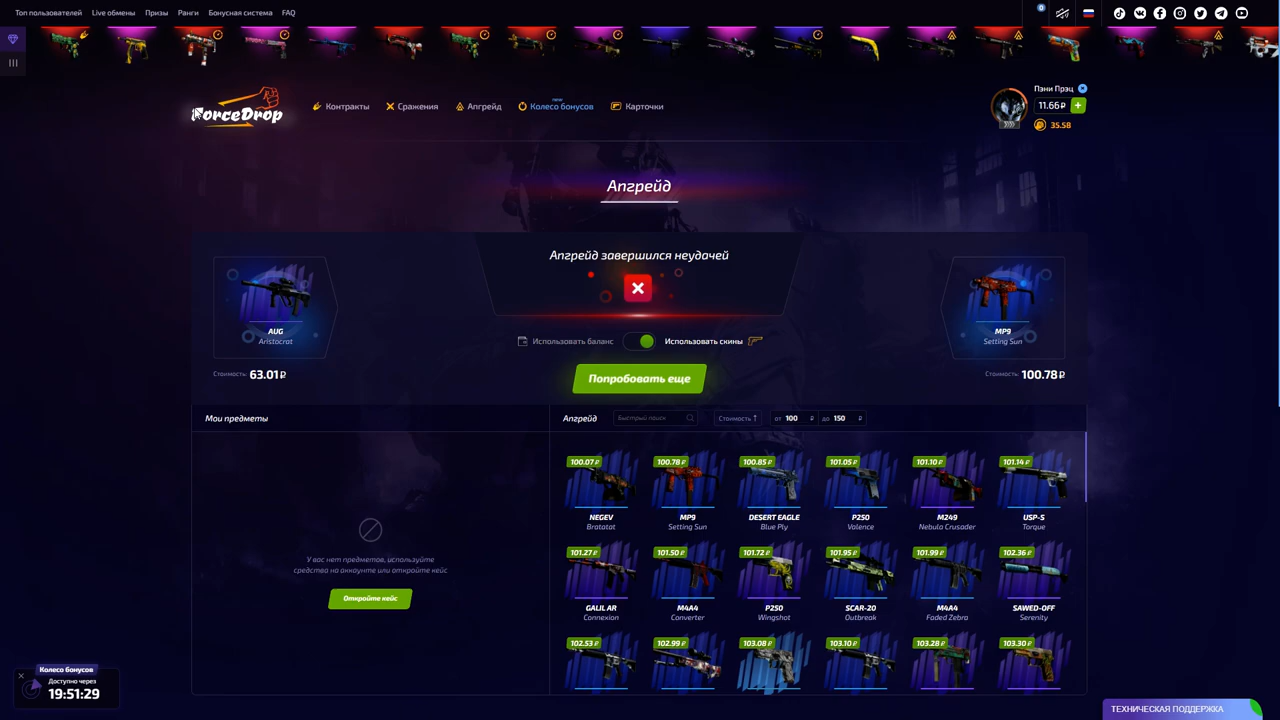 Топ пользователей Live обмены Призы Ранги Бонусная система FAQ
0
ForceDrop
Контракты Сражения Апгрейд Колесо бонусов new Карточки
Пэни Прэц
11.66 ₽ +
35.58
Апгрейд
Апгрейд завершился неудачей
AUG
Aristocrat
MP9
Setting Sun
Использовать баланс Использовать скины
Стоимость: 63.01 ₽
Стоимость: 100.78 ₽
Попробовать еще
Мои предметы
Апгрейд Быстрый поиск Стоимость ↑ от 100 ₽ до 150 ₽
100.07 ₽ 100.78 ₽ 100.85 ₽ 101.05 ₽ 101.10 ₽ 101.14 ₽
NEGEV MP9 DESERT EAGLE P250 M249 USP-S
Bratatat Setting Sun Blue Ply Valence Nebula Crusader Torque
У вас нет предметов, используйте
средства на аккаунте или откройте кейс
Откройте кейс
101.27 ₽ 101.50 ₽ 101.72 ₽ 101.95 ₽ 101.99 ₽ 102.36 ₽
GALIL AR M4A4 P250 SCAR-20 M4A4 SAWED-OFF
Connexion Converter Wingshot Outbreak Faded Zebra Serenity
102.53 ₽ 102.99 ₽ 103.08 ₽ 103.10 ₽ 103.28 ₽ 103.30 ₽
Колесо бонусов
Доступно через
19:51:29
ТЕХНИЧЕСКАЯ ПОДДЕРЖКА